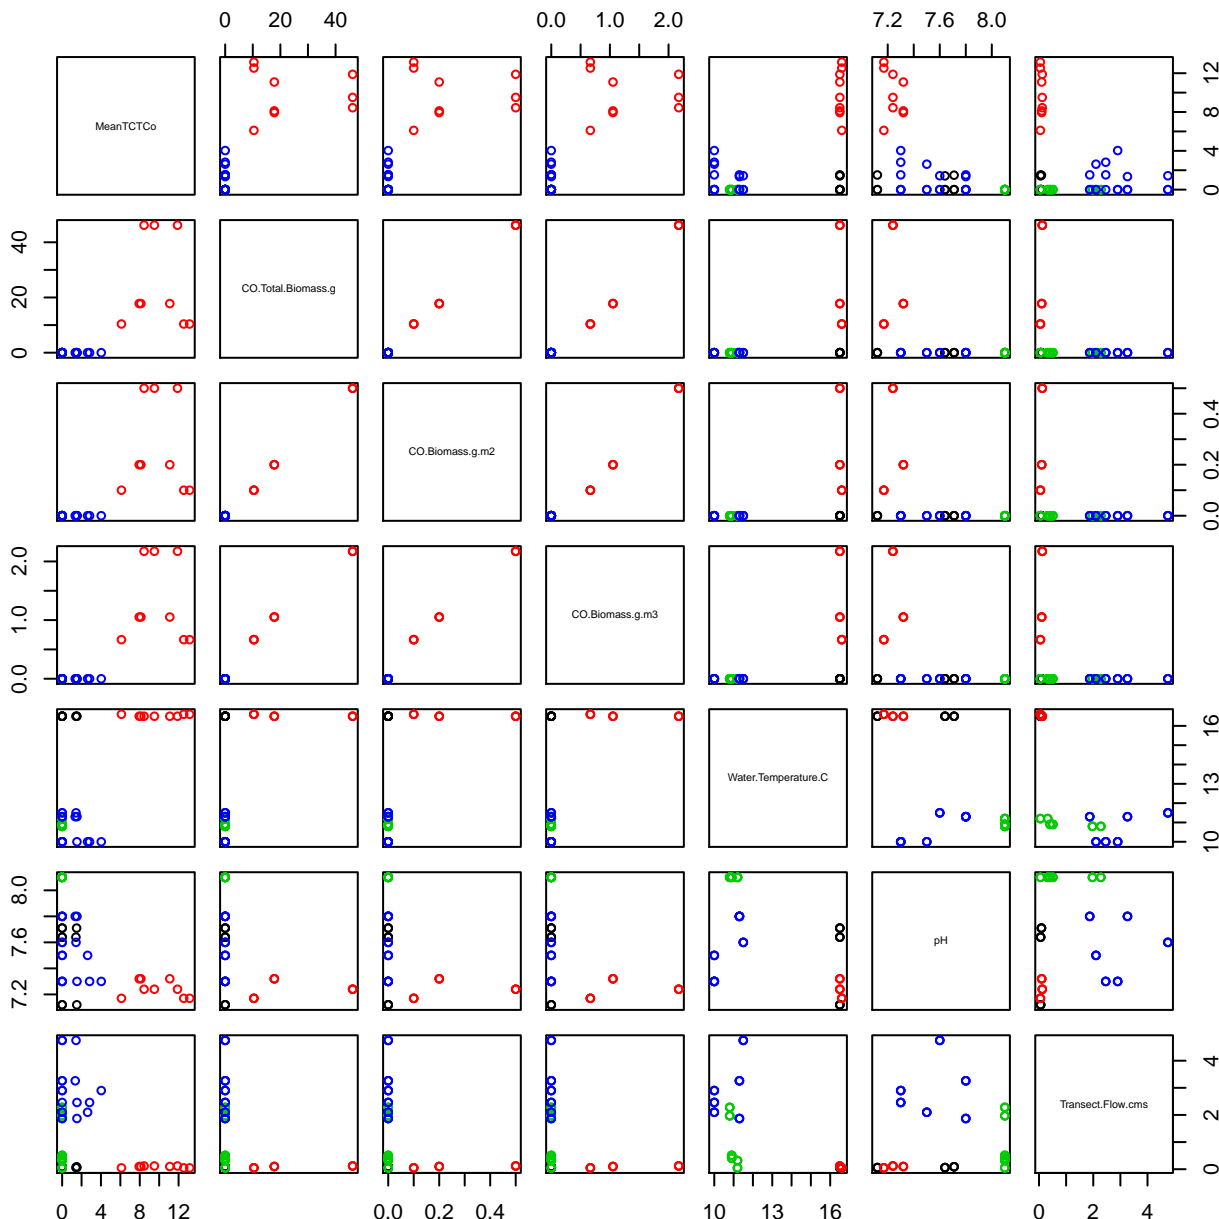 0 20 40 0.0 1.0 2.0 7.2 7.6 8.0
MeanTCTCo 0 4 8 12
0 20 40 CO.Total.Biomass.g
CO.Biomass.g.m2 0.0 0.2 0.4
0.0 1.0 2.0 CO.Biomass.g.m3
Water.Temperature.C 10 13 16
7.2 7.6 8.0 pH
Transect.Flow.cms 0 2 4
0 4 8 12 0.0 0.2 0.4 10 13 16 0 2 4